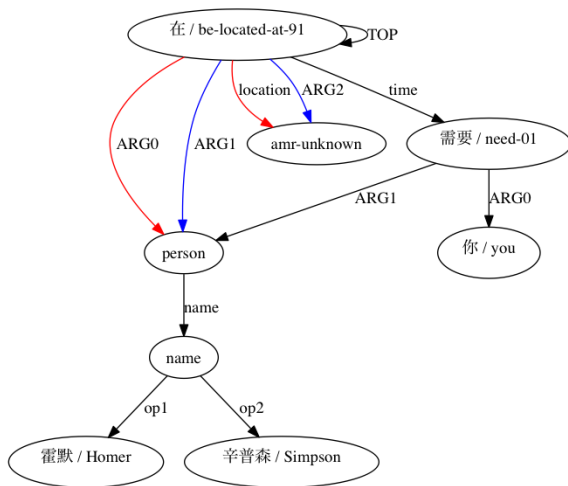 在 / be-located-at-91
TOP
location
ARG2
time
amr-unknown
需要 / need-01
ARG0
ARG1
ARG1
ARG0
person
你 / you
name
name
op1
op2
霍默 / Homer
辛普森 / Simpson